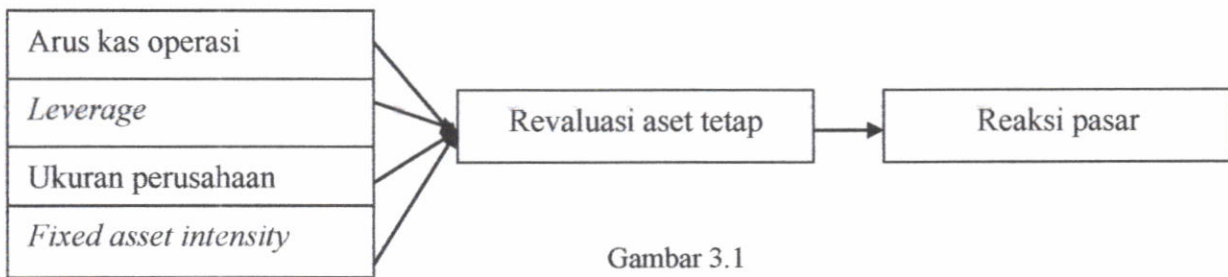 Arus kas operasi
Leverage
Ukuran perusahaan
Fixed asset intensity
Revaluasi aset tetap
Reaksi pasar
Gambar 3.1